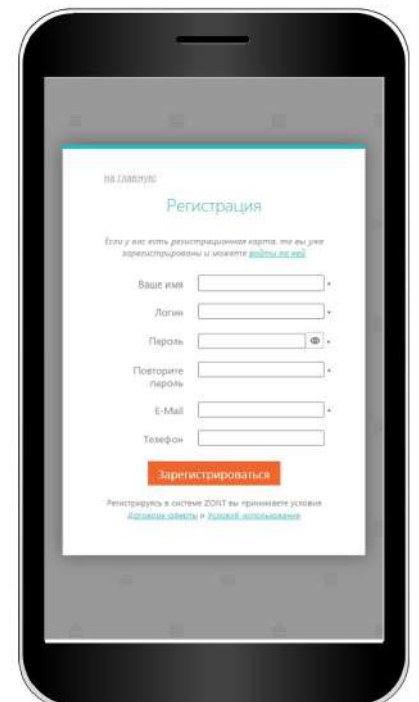 на главную
Регистрация
Если у вас есть регистрационная карта, то вы уже
зарегистрированы и можете войти по ней
Ваше имя *
Логин *
Пароль *
Повторите *
пароль
E-Mail *
Телефон
Зарегистрироваться
Регистрируясь в системе ZONT вы принимаете условия
Договора оферты и Условий использования